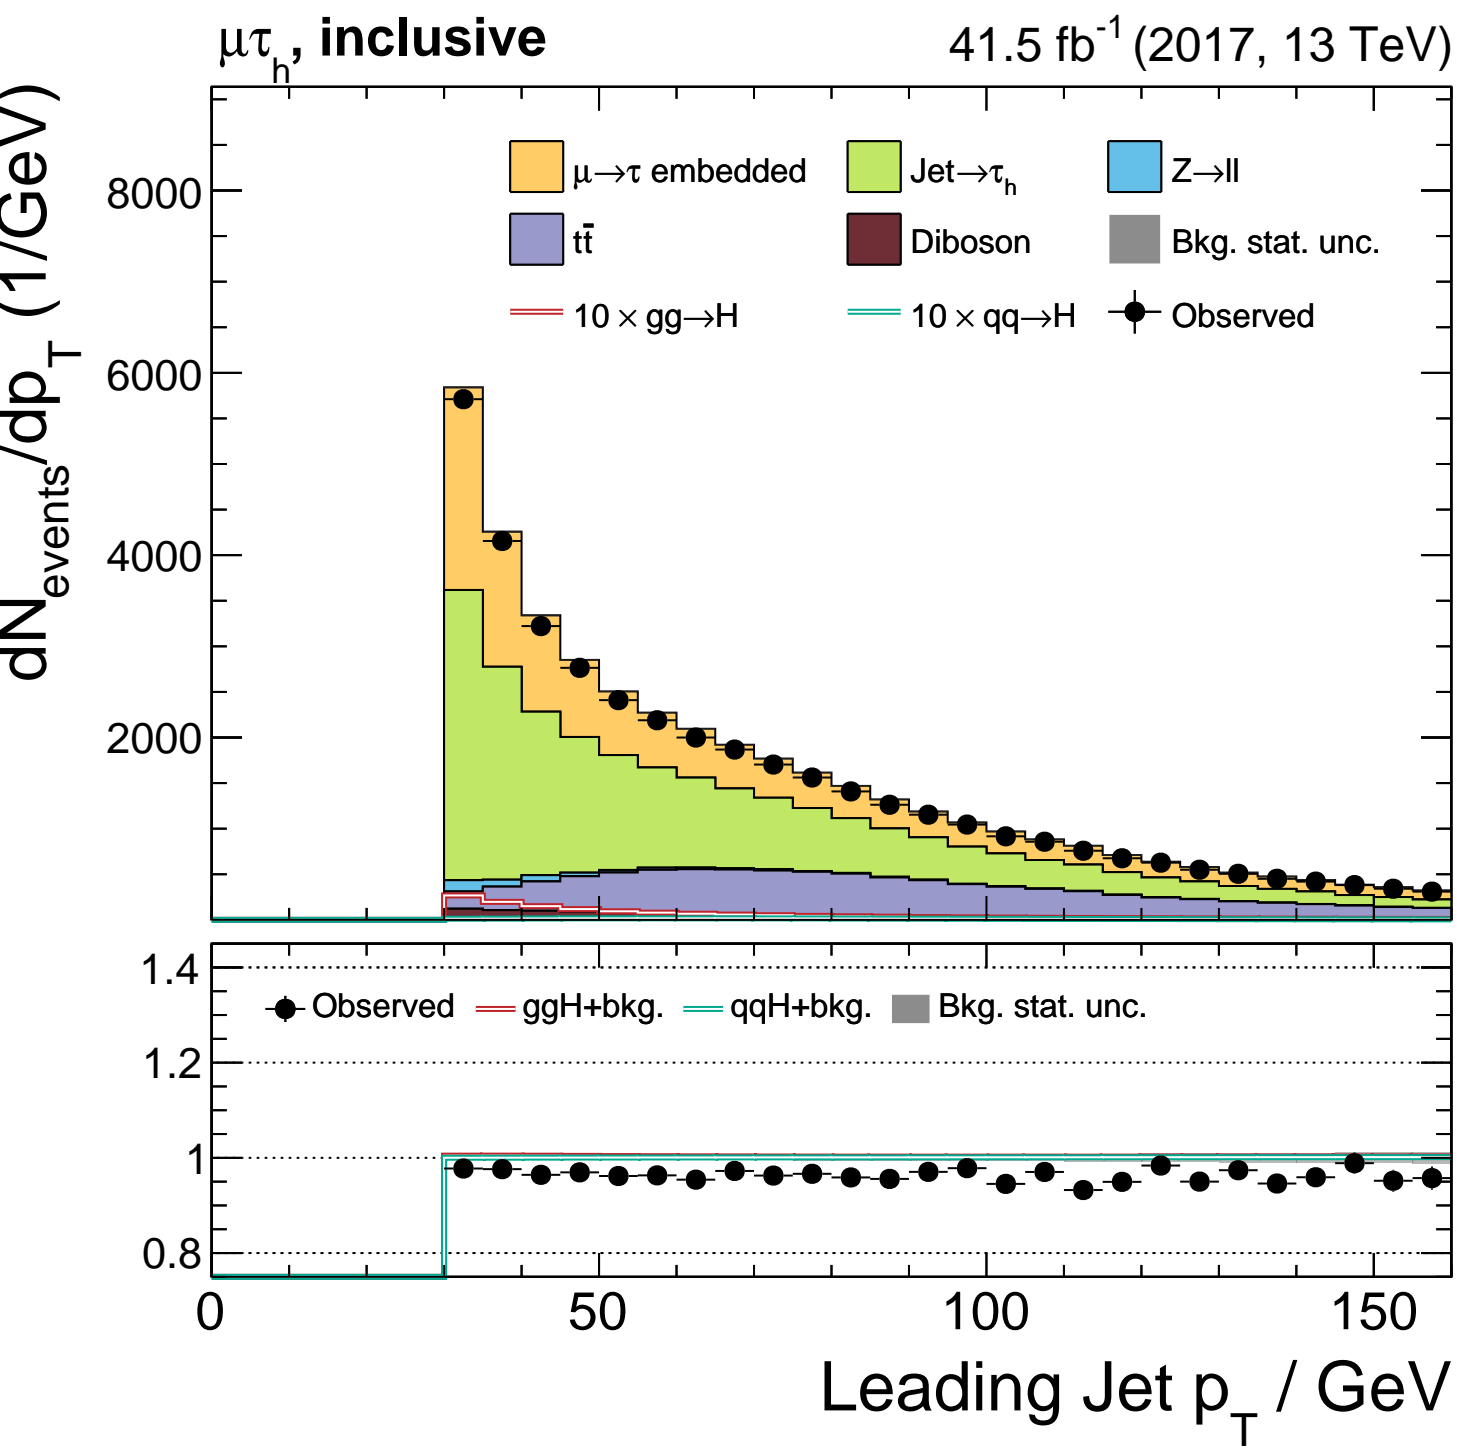 μτh, inclusive
41.5 fb-1 (2017, 13 TeV)
dNevents/dpT (1/GeV)
8000
6000
4000
2000
μ→τ embedded
Jet→τh
Z→ll
tt̄
Diboson
Bkg. stat. unc.
10 × gg→H
10 × qq→H
Observed
1.4
1.2
1
0.8
Observed
ggH+bkg.
qqH+bkg.
Bkg. stat. unc.
0
50
100
150
Leading Jet pT / GeV